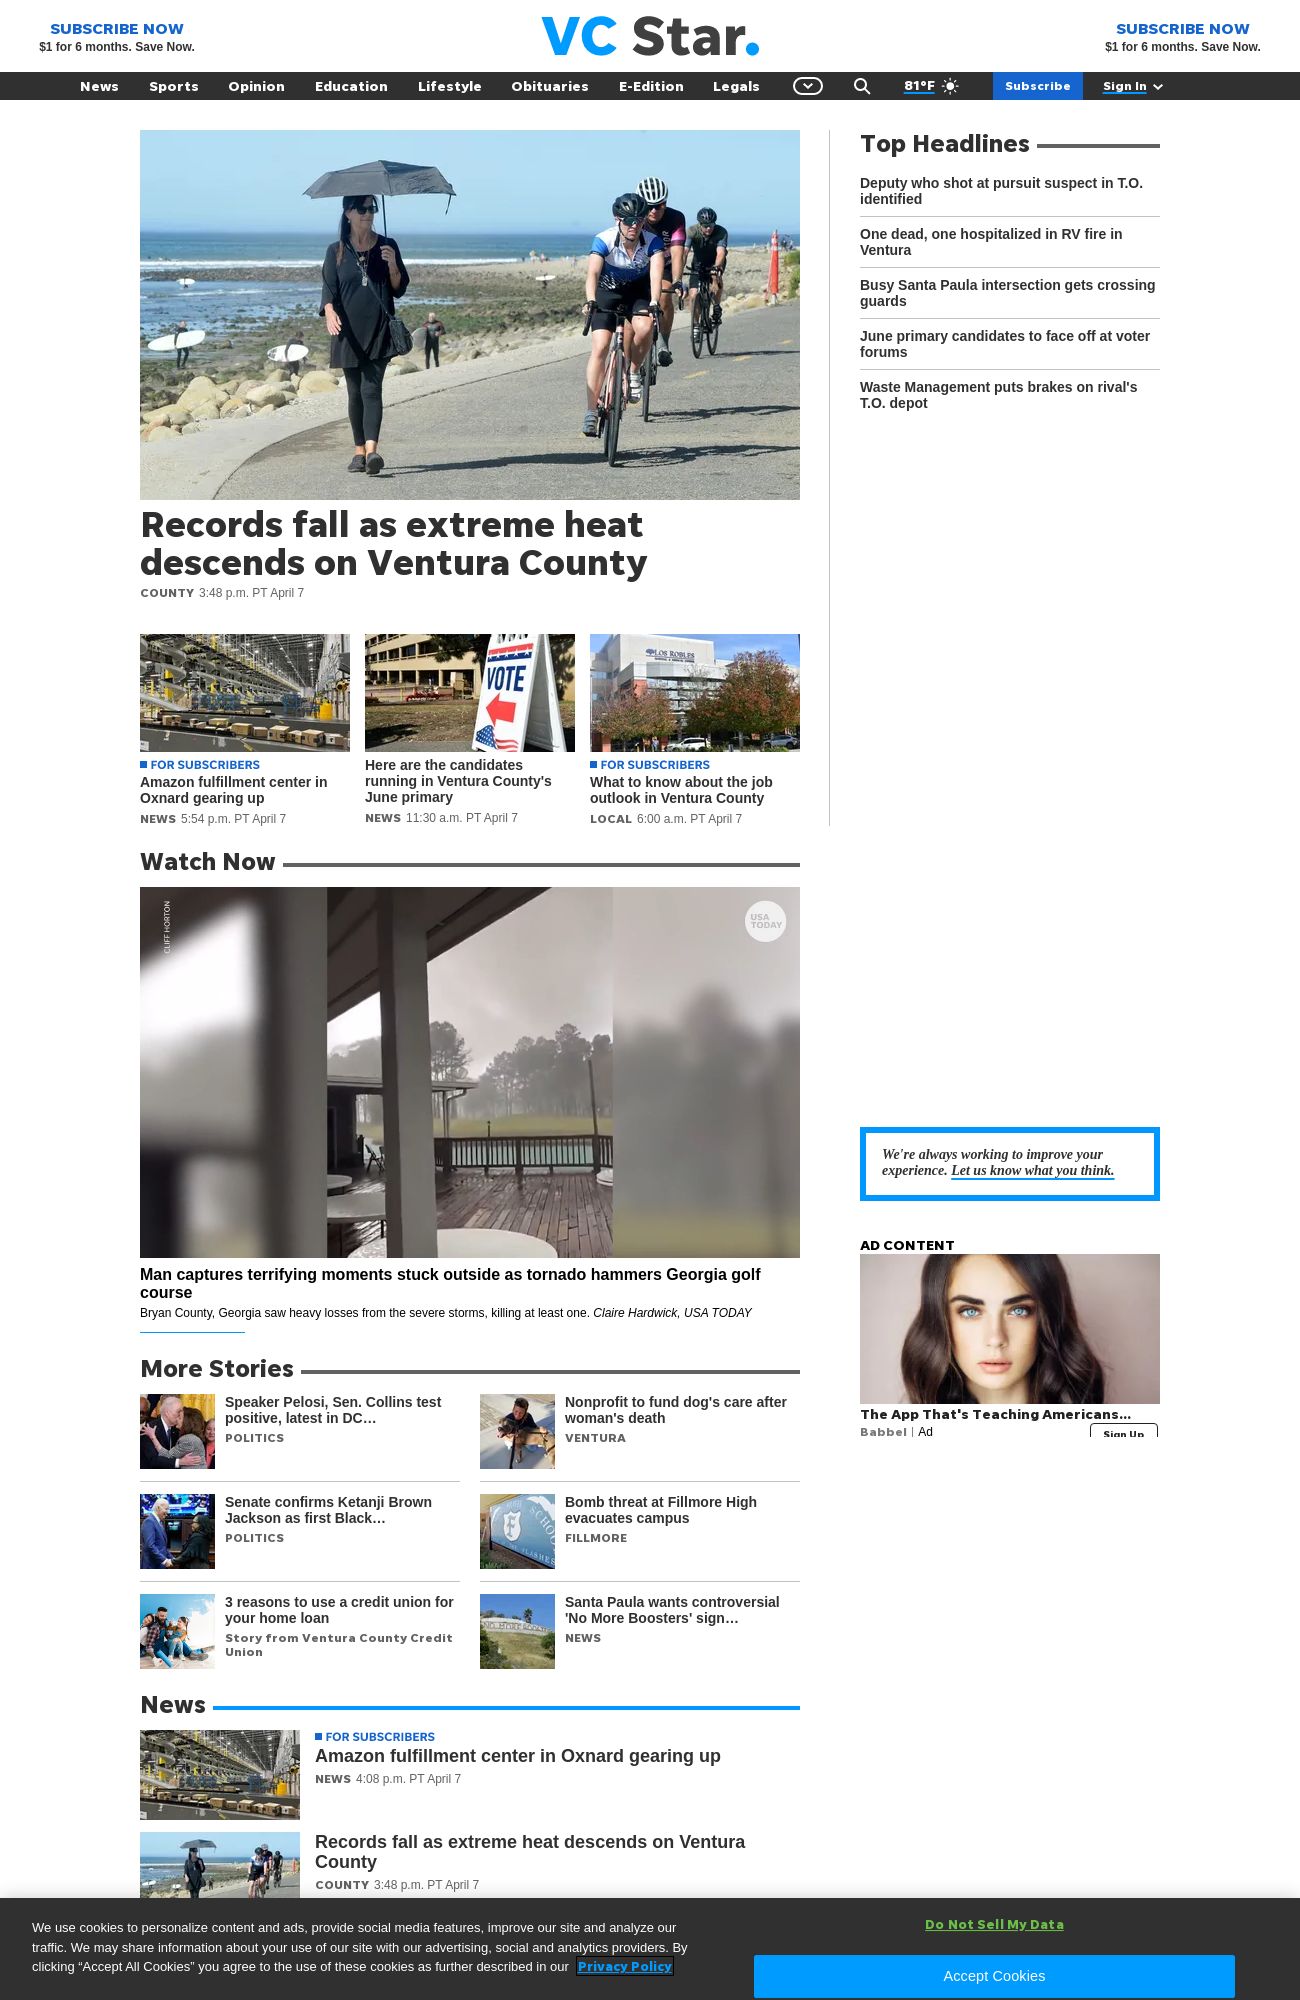 SUBSCRIBE NOW
$1 for 6 months. Save Now.
VC Star.
SUBSCRIBE NOW
$1 for 6 months. Save Now.
News Sports Opinion Education Lifestyle Obituaries E-Edition Legals 81°F Subscribe Sign In
Records fall as extreme heat
descends on Ventura County
COUNTY 3:48 p.m. PT April 7
LOS ROBLES
VOTE
FOR SUBSCRIBERS
Amazon fulfillment center in
Oxnard gearing up
NEWS 5:54 p.m. PT April 7
Here are the candidates
running in Ventura County's
June primary
NEWS 11:30 a.m. PT April 7
FOR SUBSCRIBERS
What to know about the job
outlook in Ventura County
LOCAL 6:00 a.m. PT April 7
Top Headlines
Deputy who shot at pursuit suspect in T.O.
identified
One dead, one hospitalized in RV fire in
Ventura
Busy Santa Paula intersection gets crossing
guards
June primary candidates to face off at voter
forums
Waste Management puts brakes on rival's
T.O. depot
Watch Now
CLIFF HORTON
USA
TODAY
Man captures terrifying moments stuck outside as tornado hammers Georgia golf
course
Bryan County, Georgia saw heavy losses from the severe storms, killing at least one. Claire Hardwick, USA TODAY
We're always working to improve your
experience. Let us know what you think.
AD CONTENT
The App That's Teaching Americans...
Babbel | Ad
Sign Up
More Stories
Speaker Pelosi, Sen. Collins test
positive, latest in DC…
POLITICS
Nonprofit to fund dog's care after
woman's death
VENTURA
Senate confirms Ketanji Brown
Jackson as first Black…
POLITICS
Bomb threat at Fillmore High
evacuates campus
FILLMORE
3 reasons to use a credit union for
your home loan
Story from Ventura County Credit
Union
NO MORE BOOSTERS
Santa Paula wants controversial
'No More Boosters' sign…
NEWS
News
FOR SUBSCRIBERS
Amazon fulfillment center in Oxnard gearing up
NEWS 4:08 p.m. PT April 7
Records fall as extreme heat descends on Ventura
County
COUNTY 3:48 p.m. PT April 7
We use cookies to personalize content and ads, provide social media features, improve our site and analyze our
traffic. We may share information about your use of our site with our advertising, social and analytics providers. By
clicking “Accept All Cookies” you agree to the use of these cookies as further described in our Privacy Policy
Do Not Sell My Data
Accept Cookies